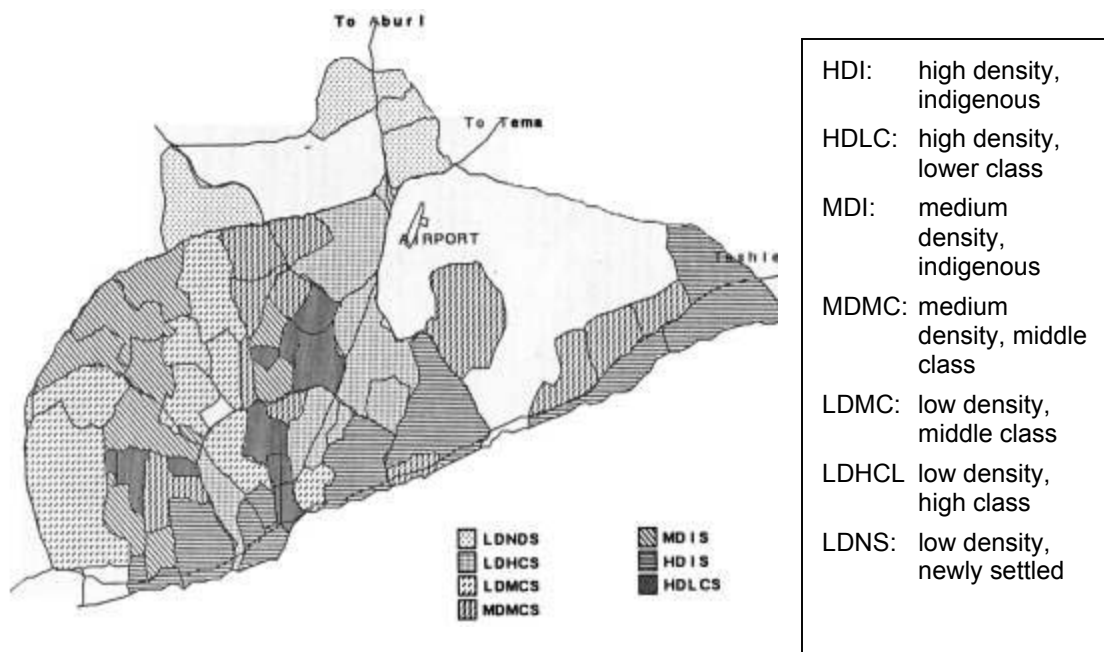 To Aburi
To Tema
AIRPORT
Teshie
LDNDS
LDHCS
LDMCS
MDMCS
MDIS
HDIS
HDLCS
HDI: high density,
indigenous
HDLC: high density,
lower class
MDI: medium
density,
indigenous
MDMC: medium
density, middle
class
LDMC: low density,
middle class
LDHCL low density,
high class
LDNS: low density,
newly settled